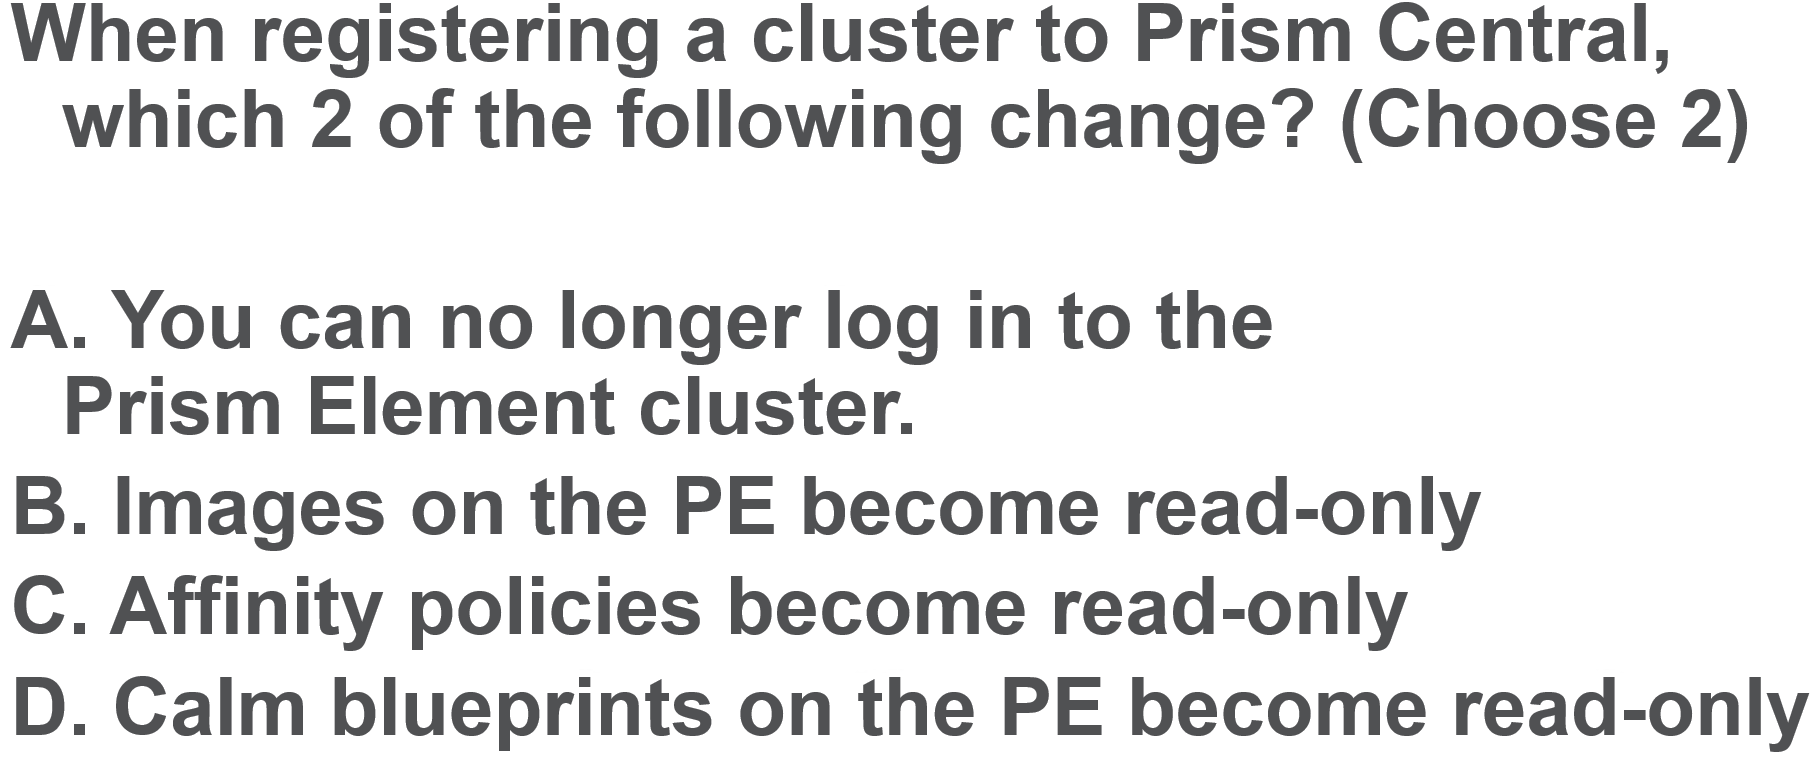 When registering a cluster to Prism Central,
which 2 of the following change? (Choose 2)
A. You can no longer log in to the
Prism Element cluster.
B. Images on the PE become read-only
C. Affinity policies become read-only
D. Calm blueprints on the PE become read-only